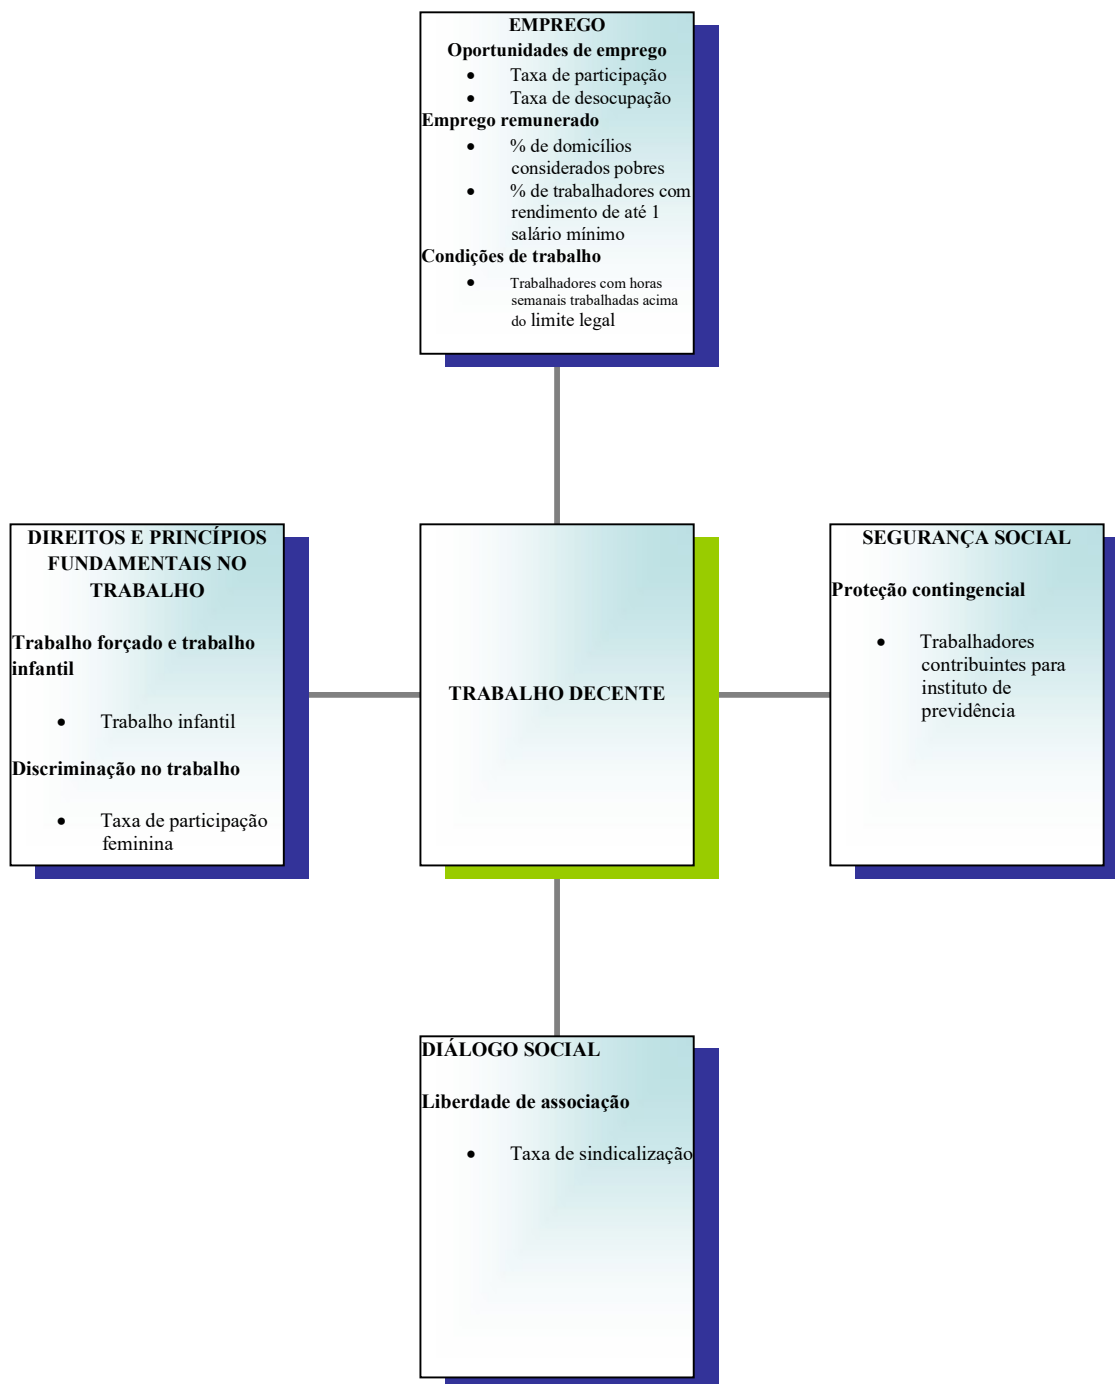 EMPREGO
Oportunidades de emprego
• Taxa de participação
• Taxa de desocupação
Emprego remunerado
• % de domicílios
considerados pobres
• % de trabalhadores com
rendimento de até 1
salário mínimo
Condições de trabalho
• Trabalhadores com horas
semanais trabalhadas acima
do limite legal
DIREITOS E PRINCÍPIOS
FUNDAMENTAIS NO
TRABALHO
Trabalho forçado e trabalho
infantil
• Trabalho infantil
Discriminação no trabalho
• Taxa de participação
feminina
TRABALHO DECENTE
SEGURANÇA SOCIAL
Proteção contingencial
• Trabalhadores
contribuintes para
instituto de
previdência
DIÁLOGO SOCIAL
Liberdade de associação
• Taxa de sindicalização